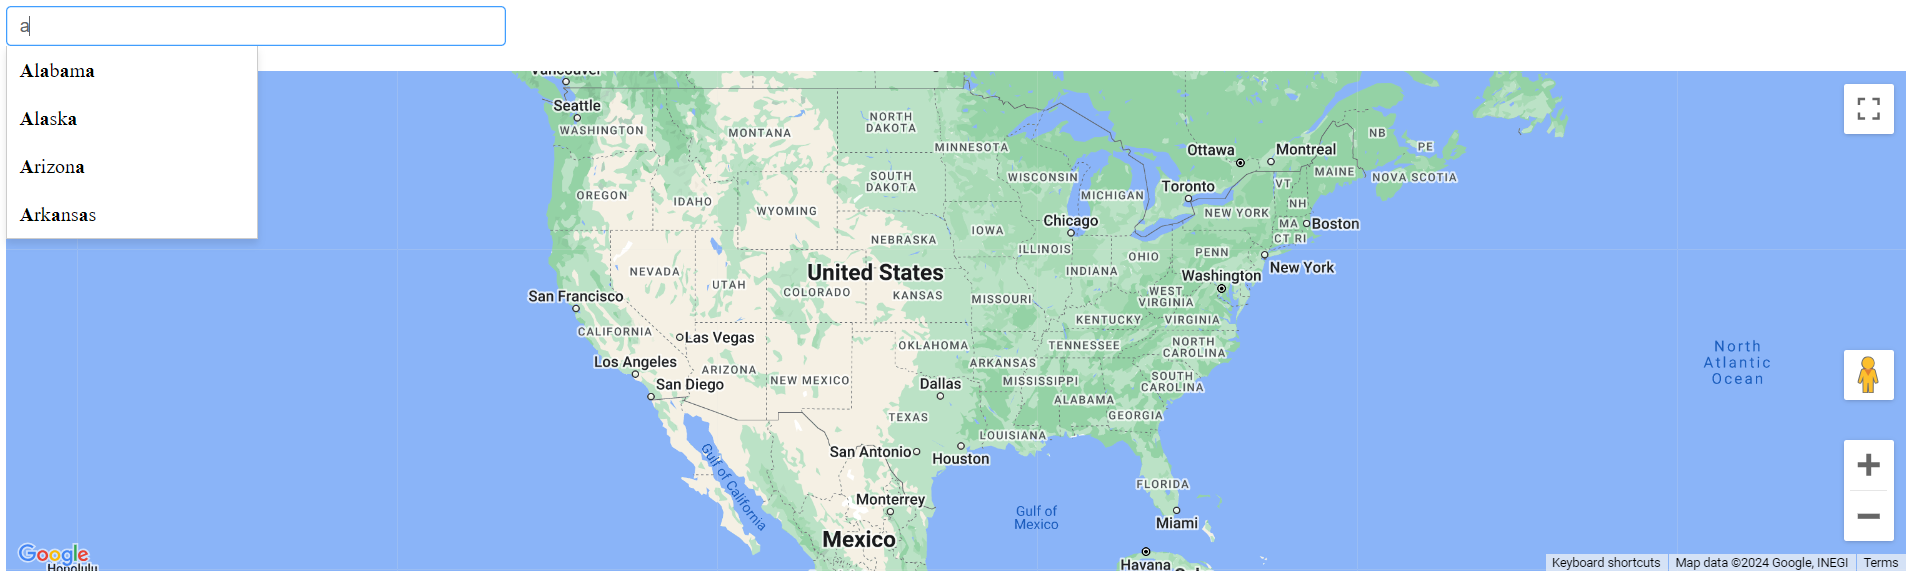 a
Alabama
Alaska
Arizona
Arkansas
Vancouver
Seattle
WASHINGTON
MONTANA
NORTH
DAKOTA
MINNESOTA
Ottawa
Montreal
NB
PE
NOVA SCOTIA
MAINE
VT
NH
Toronto
WISCONSIN
MICHIGAN
SOUTH
DAKOTA
OREGON
IDAHO
WYOMING
NEW YORK
MA
Boston
CT RI
Chicago
IOWA
NEBRASKA
ILLINOIS
INDIANA
OHIO
PENN
New York
Washington
United States
NEVADA
UTAH
COLORADO
KANSAS
MISSOURI
WEST
VIRGINIA
KENTUCKY
VIRGINIA
San Francisco
CALIFORNIA
Las Vegas
Los Angeles
ARIZONA
San Diego
NEW MEXICO
OKLAHOMA
ARKANSAS
TENNESSEE
NORTH
CAROLINA
Dallas
MISSISSIPPI
SOUTH
CAROLINA
ALABAMA
GEORGIA
TEXAS
LOUISIANA
San Antonio
Houston
Gulf of California
Monterrey
Gulf of
Mexico
FLORIDA
Miami
Mexico
Havana
North
Atlantic
Ocean
Google
Honolulu
Keyboard shortcuts
Map data ©2024 Google, INEGI
Terms